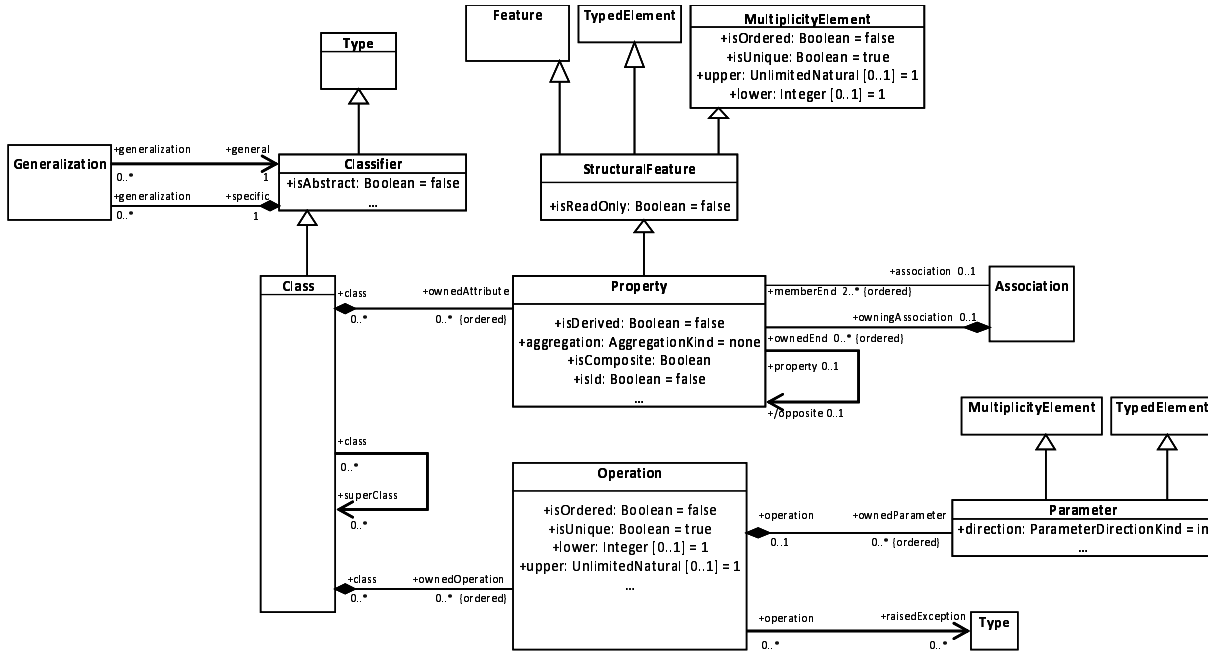 Feature
TypedElement
MultiplicityElement
+isOrdered: Boolean = false
+isUnique: Boolean = true
+upper: UnlimitedNatural [0..1] = 1
+lower: Integer [0..1] = 1
Type
Generalization
+generalization
+general
0..*
1
+generalization
+specific
0..*
1
Classifier
+isAbstract: Boolean = false
...
StructuralFeature
+isReadOnly: Boolean = false
Class
+class
+ownedAttribute
0..*
0..* {ordered}
Property
+isDerived: Boolean = false
+aggregation: AggregationKind = none
+isComposite: Boolean
+isId: Boolean = false
...
+association 0..1
+memberEnd 2..* {ordered}
+owningAssociation 0..1
+ownedEnd 0..* {ordered}
+property 0..1
+/opposite 0..1
Association
+class
0..*
+superClass
0..*
MultiplicityElement
TypedElement
Operation
+isOrdered: Boolean = false
+isUnique: Boolean = true
+lower: Integer [0..1] = 1
+upper: UnlimitedNatural [0..1] = 1
...
+operation
+ownedParameter
0..1
0..* {ordered}
Parameter
+direction: ParameterDirectionKind = in
...
+class
+ownedOperation
0..*
0..* {ordered}
+operation
+raisedException
0..*
0..*
Type